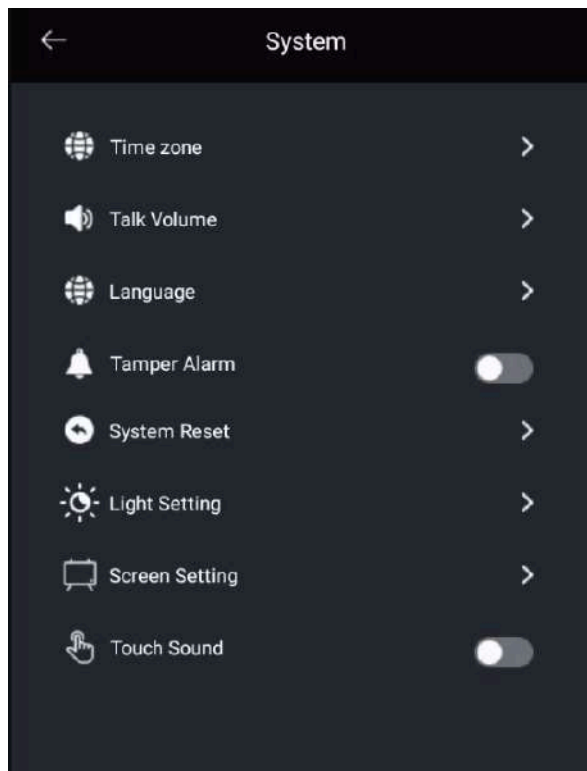 System
Time zone
Talk Volume
Language
Tamper Alarm
System Reset
Light Setting
Screen Setting
Touch Sound